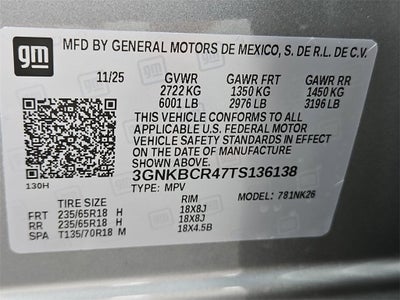 gm
MFD BY GENERAL MOTORS DE MEXICO, S. DE R.L. DE C.V.
11/25 GVWR GAWR FRT GAWR RR
2722 KG 1350 KG 1450 KG
6001 LB 2976 LB 3196 LB
THIS VEHICLE CONFORMS TO ALL
APPLICABLE U.S. FEDERAL MOTOR
VEHICLE SAFETY STANDARDS IN EFFECT ON
THE DATE OF MANUFACTURE SHOWN ABOVE.
3GNKBCR47TS136138
130H TYPE: MPV MODEL: 781NK26
TIRE SIZE RIM
FRT 235/65R18 H 18X8J
RR 235/65R18 H 18X8J
SPA T135/70R18 M 18X4.5B